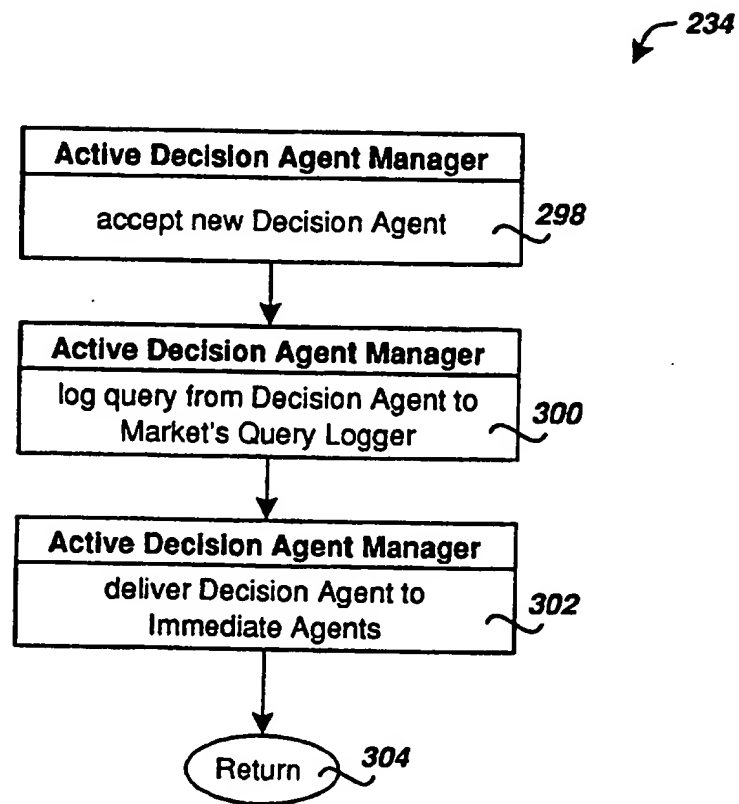 234
Active Decision Agent Manager
accept new Decision Agent
298
Active Decision Agent Manager
log query from Decision Agent to
Market's Query Logger
300
Active Decision Agent Manager
deliver Decision Agent to
Immediate Agents
302
Return
304